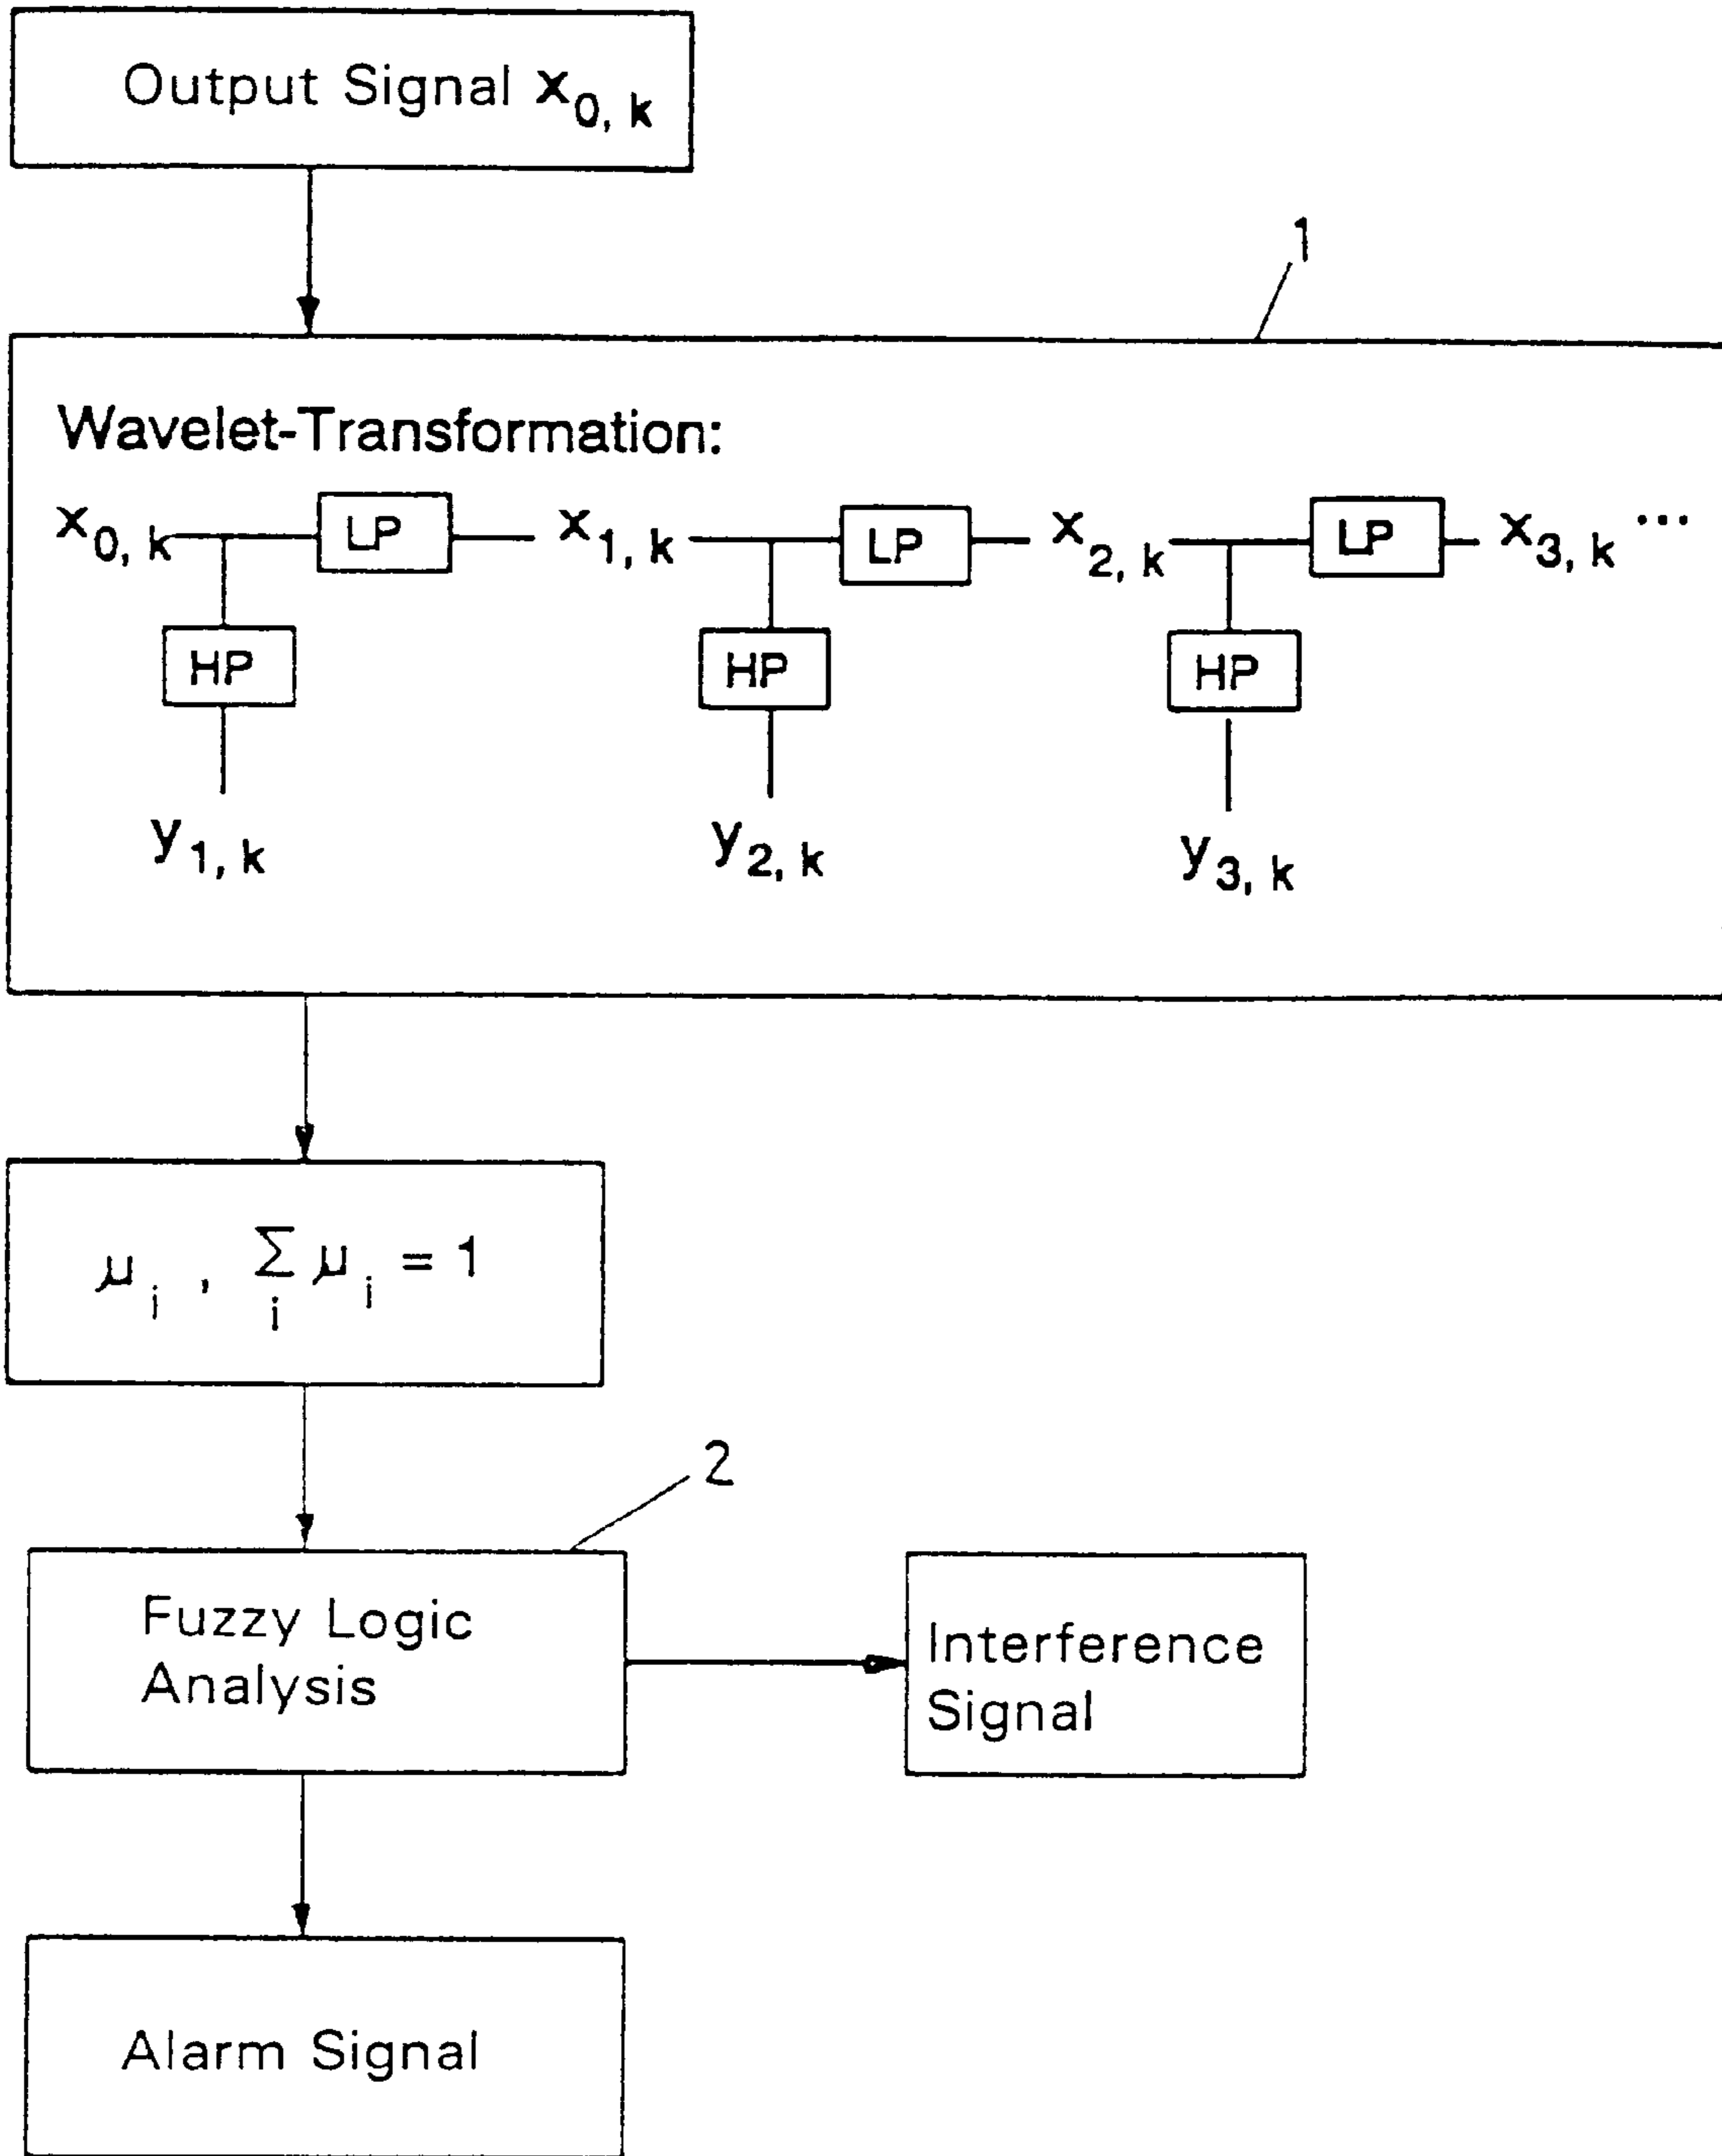 Output Signal x0, k
1
Wavelet-Transformation:
x0, k LP x1, k LP x2, k LP x3, k ...
HP HP HP
y1, k y2, k y3, k
μi , Σi μi = 1
2
Fuzzy Logic
Analysis
Interference
Signal
Alarm Signal